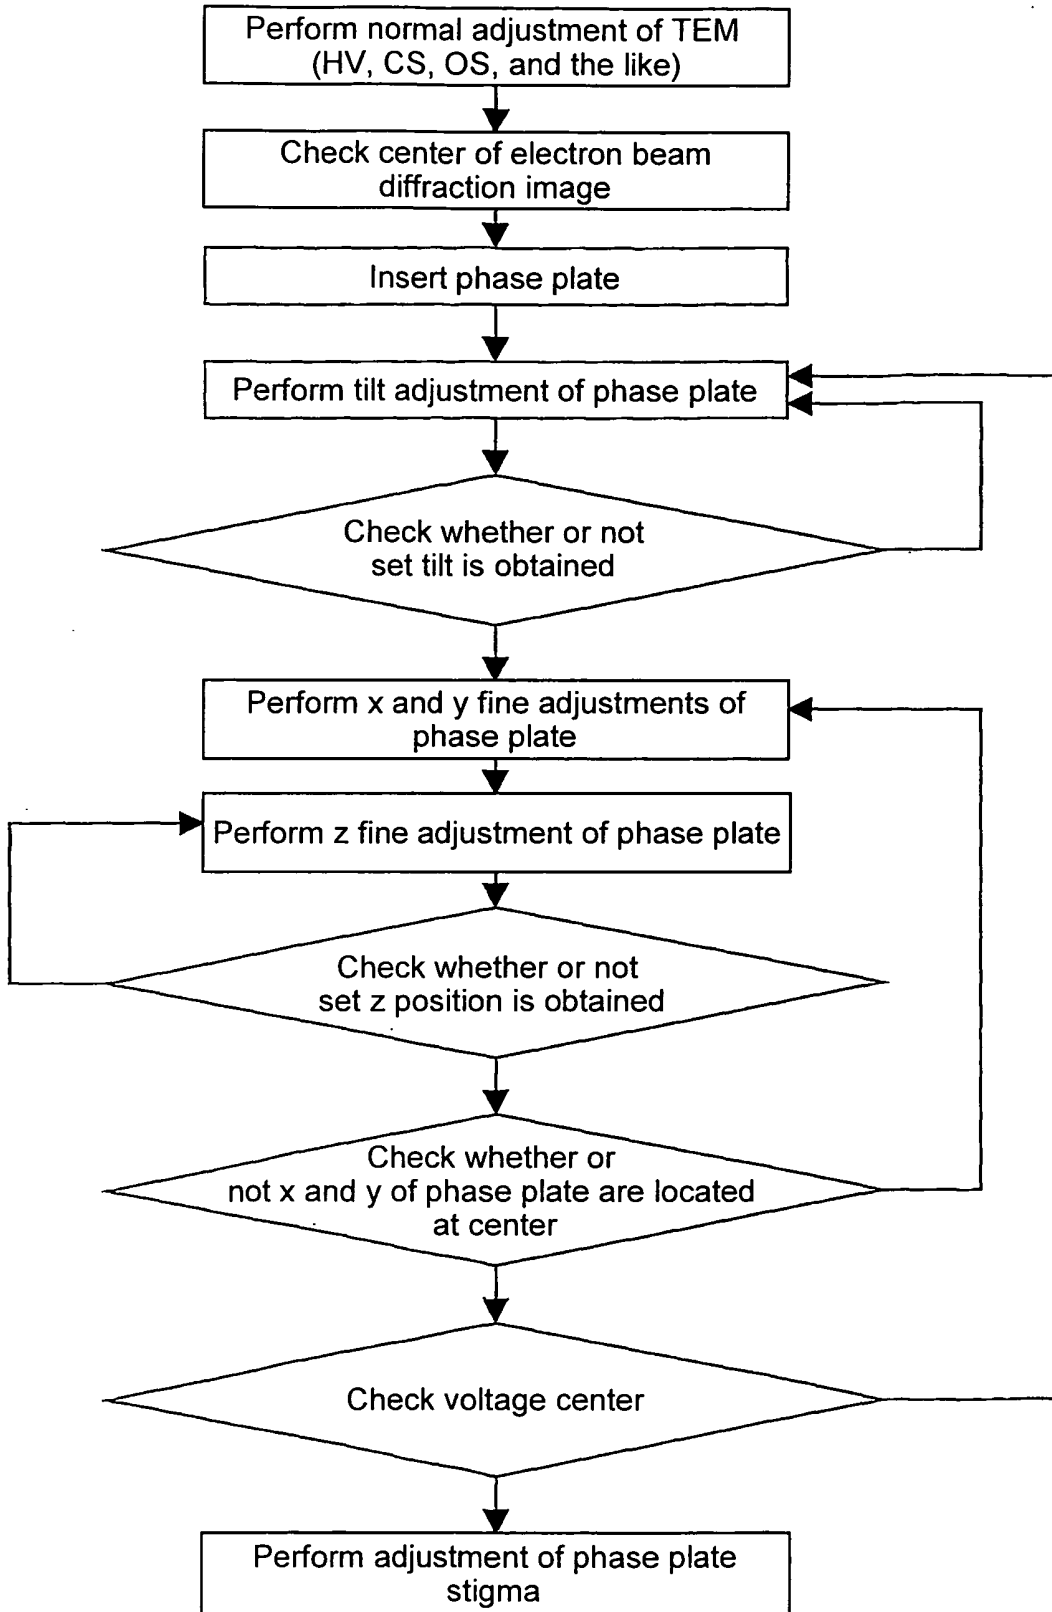 Perform normal adjustment of TEM
(HV, CS, OS, and the like)
Check center of electron beam
diffraction image
Insert phase plate
Perform tilt adjustment of phase plate
Check whether or not
set tilt is obtained
Perform x and y fine adjustments of
phase plate
Perform z fine adjustment of phase plate
Check whether or not
set z position is obtained
Check whether or
not x and y of phase plate are located
at center
Check voltage center
Perform adjustment of phase plate
stigma